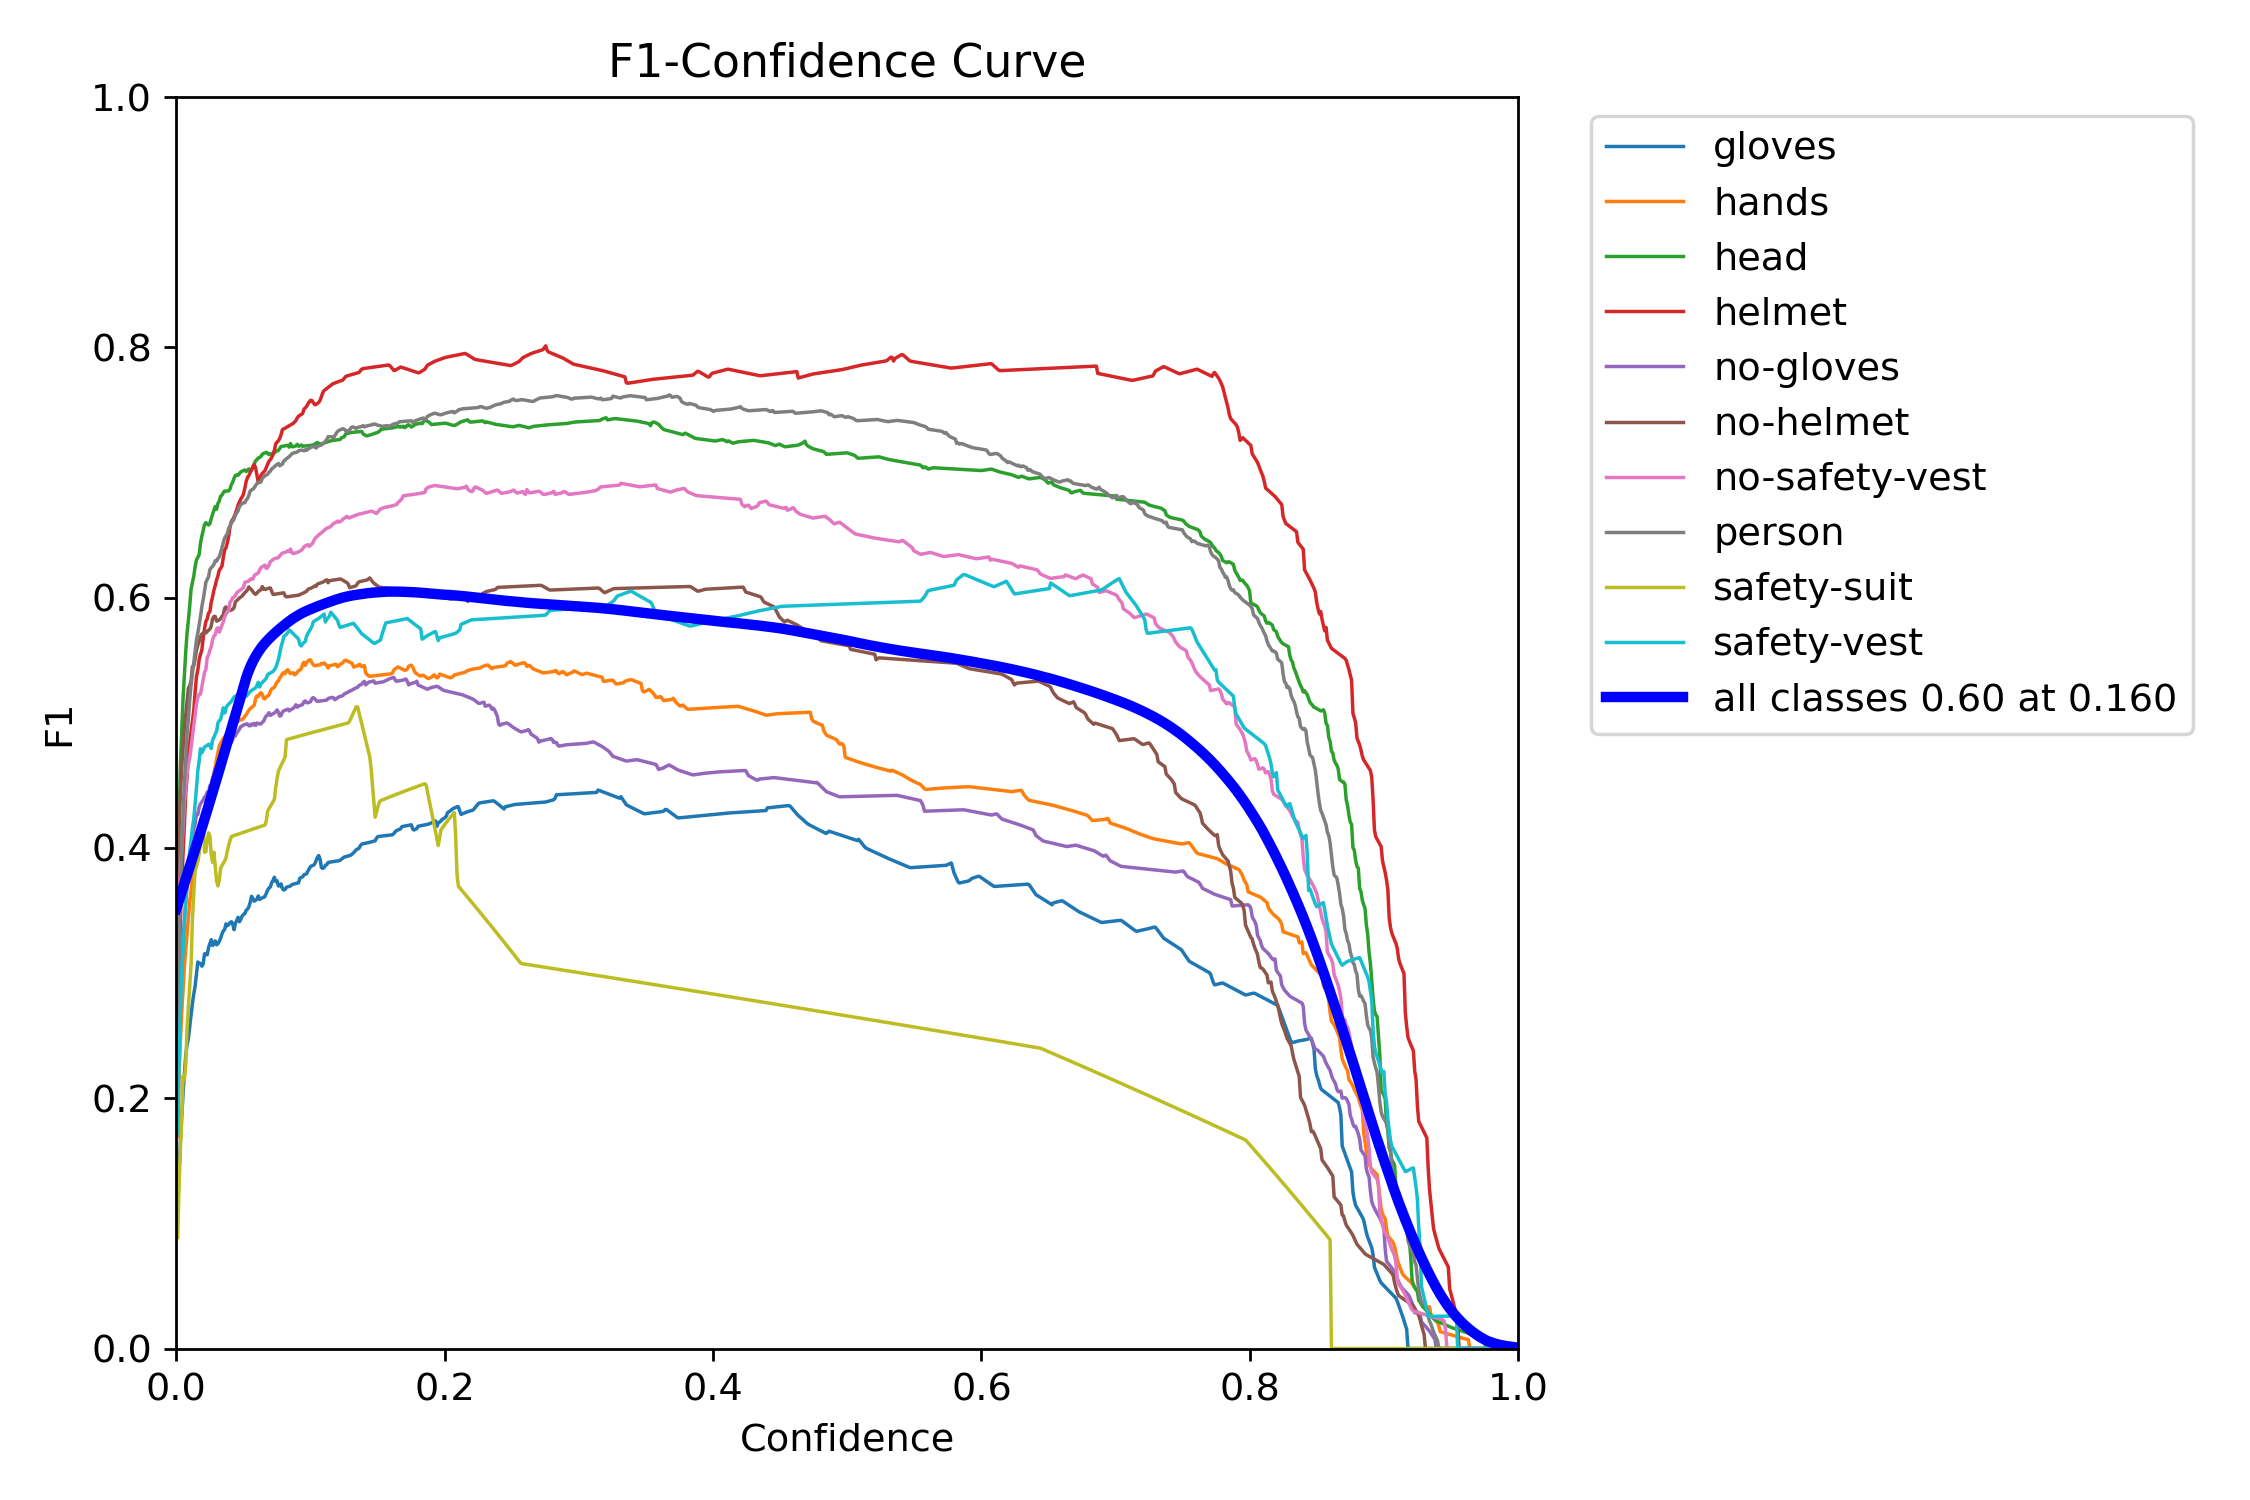 F1-Confidence Curve
1.0
0.8
0.6
0.4
0.2
0.0
F1
0.0 0.2 0.4 0.6 0.8 1.0
Confidence
gloves
hands
head
helmet
no-gloves
no-helmet
no-safety-vest
person
safety-suit
safety-vest
all classes 0.60 at 0.160